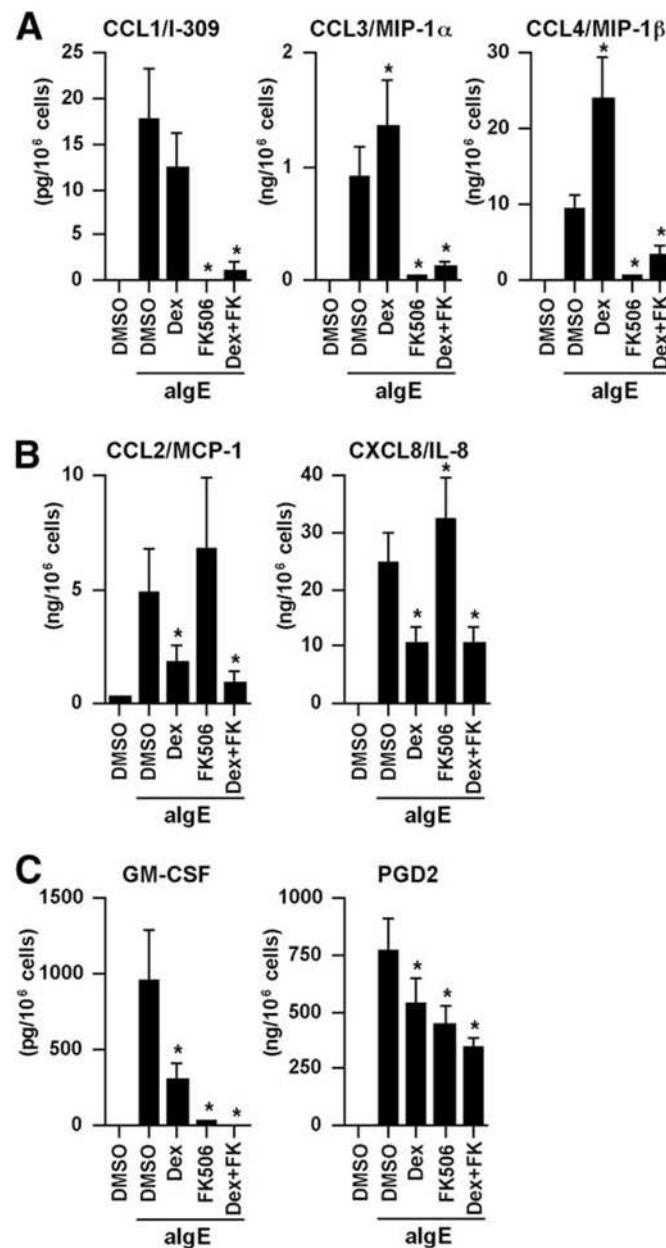 A
CCL1/I-309
CCL3/MIP-1α
CCL4/MIP-1β
(pg/10⁶ cells)
25
20
15
10
5
0
(ng/10⁶ cells)
2
1
0
(ng/10⁶ cells)
30
20
10
0
* *
* * *
* * *
DMSO DMSO Dex FK506 Dex+FK
DMSO DMSO Dex FK506 Dex+FK
DMSO DMSO Dex FK506 Dex+FK
aIgE
aIgE
aIgE
B
CCL2/MCP-1
CXCL8/IL-8
(ng/10⁶ cells)
10
5
0
(ng/10⁶ cells)
40
30
20
10
0
* *
* * *
DMSO DMSO Dex FK506 Dex+FK
DMSO DMSO Dex FK506 Dex+FK
aIgE
aIgE
C
GM-CSF
PGD2
(pg/10⁶ cells)
1500
1000
500
0
(ng/10⁶ cells)
1000
750
500
250
0
* * *
* * *
DMSO DMSO Dex FK506 Dex+FK
DMSO DMSO Dex FK506 Dex+FK
aIgE
aIgE